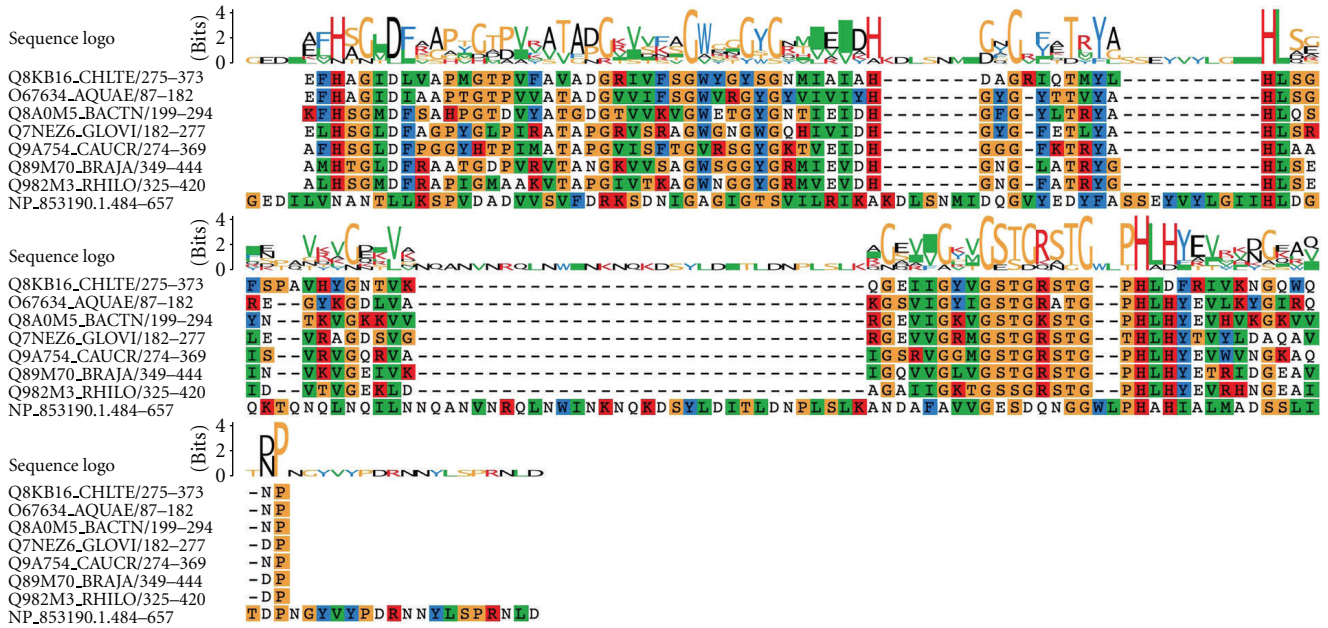 Sequence logo
(Bits)
4
2
0
Q8KB16_CHLTE/275–373 EFHAGIDLVAPMGTPVFAVADGRIVFSGWYGYSGNMIAIAH-------DAGRIQTMYL----------HLSG
O67634_AQUAE/87–182 EFHAGIDIAAPTGTPVVATADGVVIFSGWVRGYGYVIVIYH-------GYG-YTTVYA----------HLSG
Q8A0M5_BACTN/199–294 KFHSGMDFSAHPGTDVYATGDGTVVKVGWETGYGNTIEIDH-------GFG-YLTRYA----------HLQS
Q7NEZ6_GLOVI/182–277 ELHSGLDFAGPYGLPIRATAPGRVSRAGWGNGWGQHIVIDH-------GYG-FETLYA----------HLSR
Q9A754_CAUCR/274–369 AFHSGLDFPGGYHTPIMATAPGVISFTGVRSGYGKTVEIDH-------GGG-FKTRYA----------HLAA
Q89M70_BRAJA/349–444 AMHTGLDFRAATGDPVRVTANGKVVSAGWSGGYGRMVEVDH-------GNG-LATRYG----------HLSE
Q982M3_RHILO/325–420 ALHSGMDFRAPIGMAAKVTAPGIVTKAGWNGGYGRMVEVDH-------GNG-FATRYG----------HLSE
NP_853190.1.484–657 GEDILVNANTLLKSPVDADVVSVFDRKSDNIGAGIGTSVILRIKAKDLSNMIDQGVYEDYFASSEYVYLGIIHLDG
Sequence logo
(Bits)
4
2
0
Q8KB16_CHLTE/275–373 FSPAVHYGNTVK--------------------------------QGEIIGYVGSTGRSTG--PHLDFRIVKNGQWQ
O67634_AQUAE/87–182 RE--GYKGDLVA--------------------------------KGSVIGYIGSTGRATG--PHLHYEVLKYGIRQ
Q8A0M5_BACTN/199–294 YN--TKVGKKVV--------------------------------RGEVIGKVGSTGKSTG--PHLHYEVHVKGKVV
Q7NEZ6_GLOVI/182–277 LE--VRAGDSVG--------------------------------RGEVVGRMGSTGRSTG--THLHYTVYLDAQAV
Q9A754_CAUCR/274–369 IS--VRVGQRVA--------------------------------IGSRVGGMGSTGRSTG--PHLHYEVWVNGKAQ
Q89M70_BRAJA/349–444 IN--VKVGEIVK--------------------------------IGQVVGLVGSTGRSTG--PHLHYETRIDGEAV
Q982M3_RHILO/325–420 ID--VTVGEKLD--------------------------------AGAIIGKTGSSGRSTG--PHLHYEVRHNGEAI
NP_853190.1.484–657 QKTQNQLNQILNNQANVNRQLNWINKNQKDSYLDITLDNPLSLKANDAFAVVGESDQNGGWLPHAHIALMADSSLI
Sequence logo
(Bits)
4
2
0
Q8KB16_CHLTE/275–373 -NP
O67634_AQUAE/87–182 -NP
Q8A0M5_BACTN/199–294 -NP
Q7NEZ6_GLOVI/182–277 -DP
Q9A754_CAUCR/274–369 -NP
Q89M70_BRAJA/349–444 -DP
Q982M3_RHILO/325–420 -DP
NP_853190.1.484–657 TDPNGYVYPDRNNYLSPRNLD